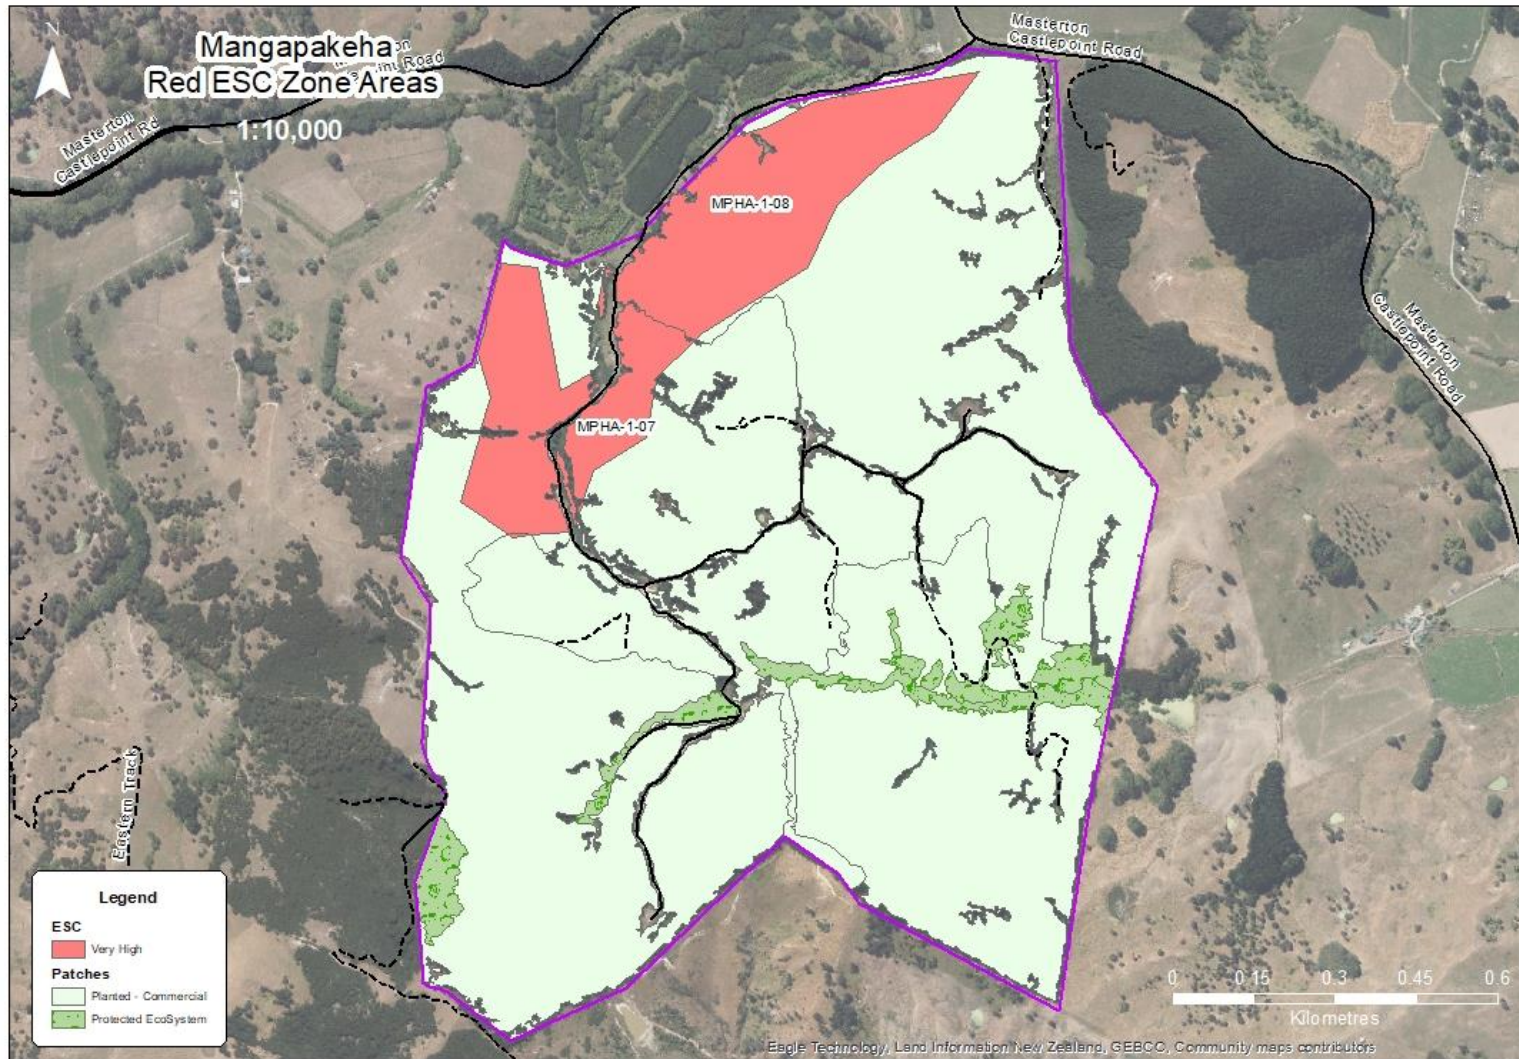 N
Mangapakeha
Red ESC Zone Areas
1:10,000
Masterton
Castlepoint Rd
Masterton
Castlepoint Road
Masterton
Castlepoint Road
MPHA-1-08
MPHA-1-07
Eastern Track
Legend
ESC
Very High
Patches
Planted - Commercial
Protected EcoSystem
0 0.15 0.3 0.45 0.6
Kilometres
Eagle Technology, Land Information New Zealand, GEBCO, Community maps contributors